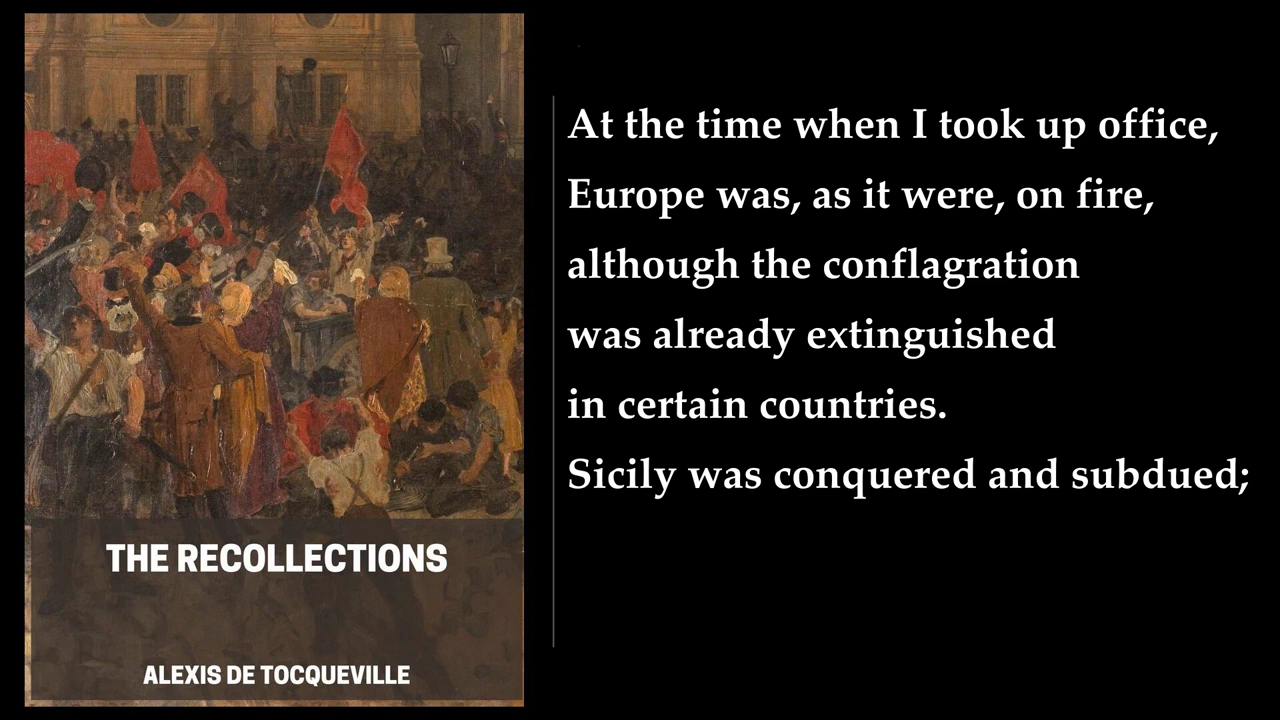 At the time when I took up office,
Europe was, as it were, on fire,
although the conflagration
was already extinguished
in certain countries.
Sicily was conquered and subdued;
THE RECOLLECTIONS
ALEXIS DE TOCQUEVILLE